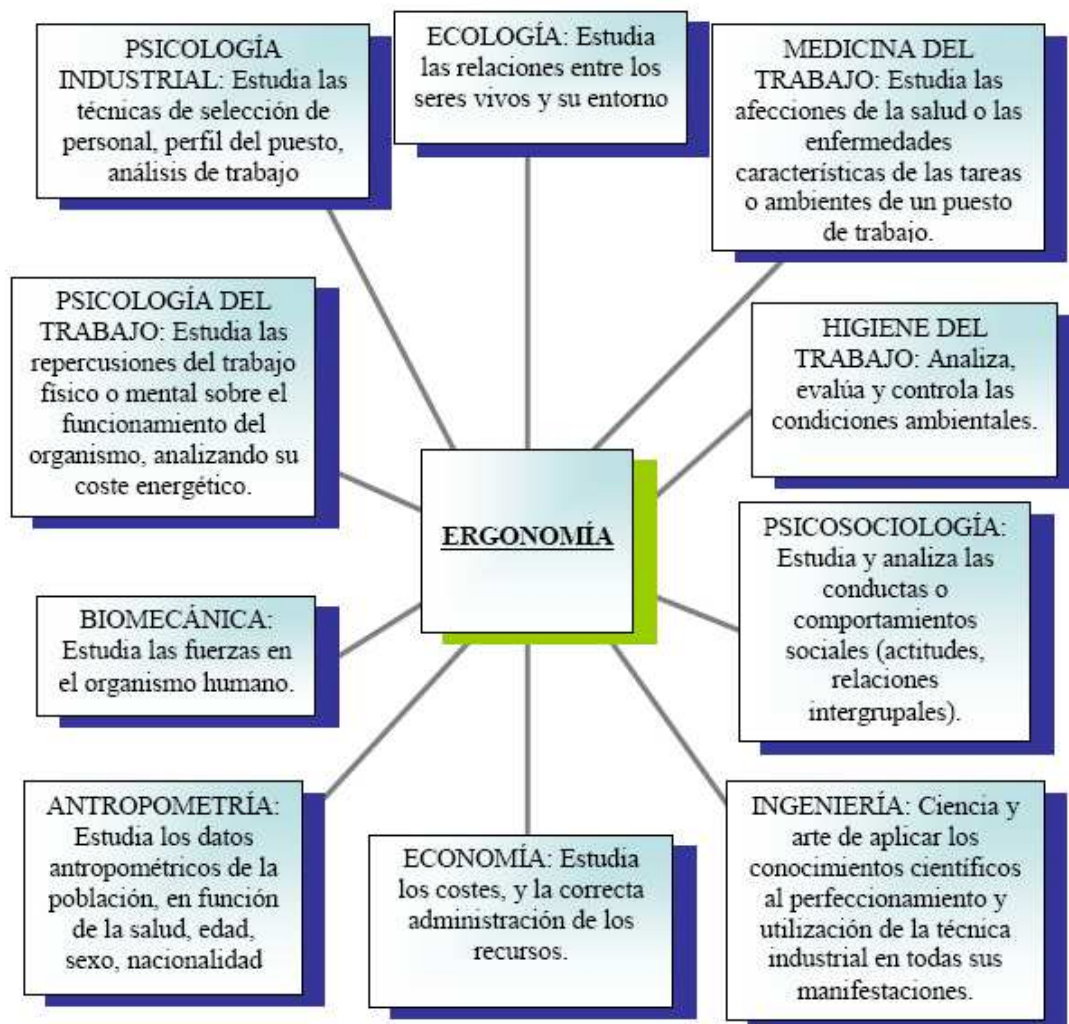 PSICOLOGÍA
INDUSTRIAL: Estudia las
técnicas de selección de
personal, perfil del puesto,
análisis de trabajo
ECOLOGÍA: Estudia
las relaciones entre los
seres vivos y su entorno
MEDICINA DEL
TRABAJO: Estudia las
afecciones de la salud o las
enfermedades
características de las tareas
o ambientes de un puesto
de trabajo.
PSICOLOGÍA DEL
TRABAJO: Estudia las
repercusiones del trabajo
físico o mental sobre el
funcionamiento del
organismo, analizando su
coste energético.
HIGIENE DEL
TRABAJO: Analiza,
evalúa y controla las
condiciones ambientales.
ERGONOMÍA
PSICOSOCIOLOGÍA:
Estudia y analiza las
conductas o
comportamientos
sociales (actitudes,
relaciones
intergrupales).
BIOMECÁNICA:
Estudia las fuerzas en
el organismo humano.
ANTROPOMETRÍA:
Estudia los datos
antropométricos de la
población, en función
de la salud, edad,
sexo, nacionalidad
ECONOMÍA: Estudia
los costes, y la correcta
administración de los
recursos.
INGENIERÍA: Ciencia y
arte de aplicar los
conocimientos científicos
al perfeccionamiento y
utilización de la técnica
industrial en todas sus
manifestaciones.